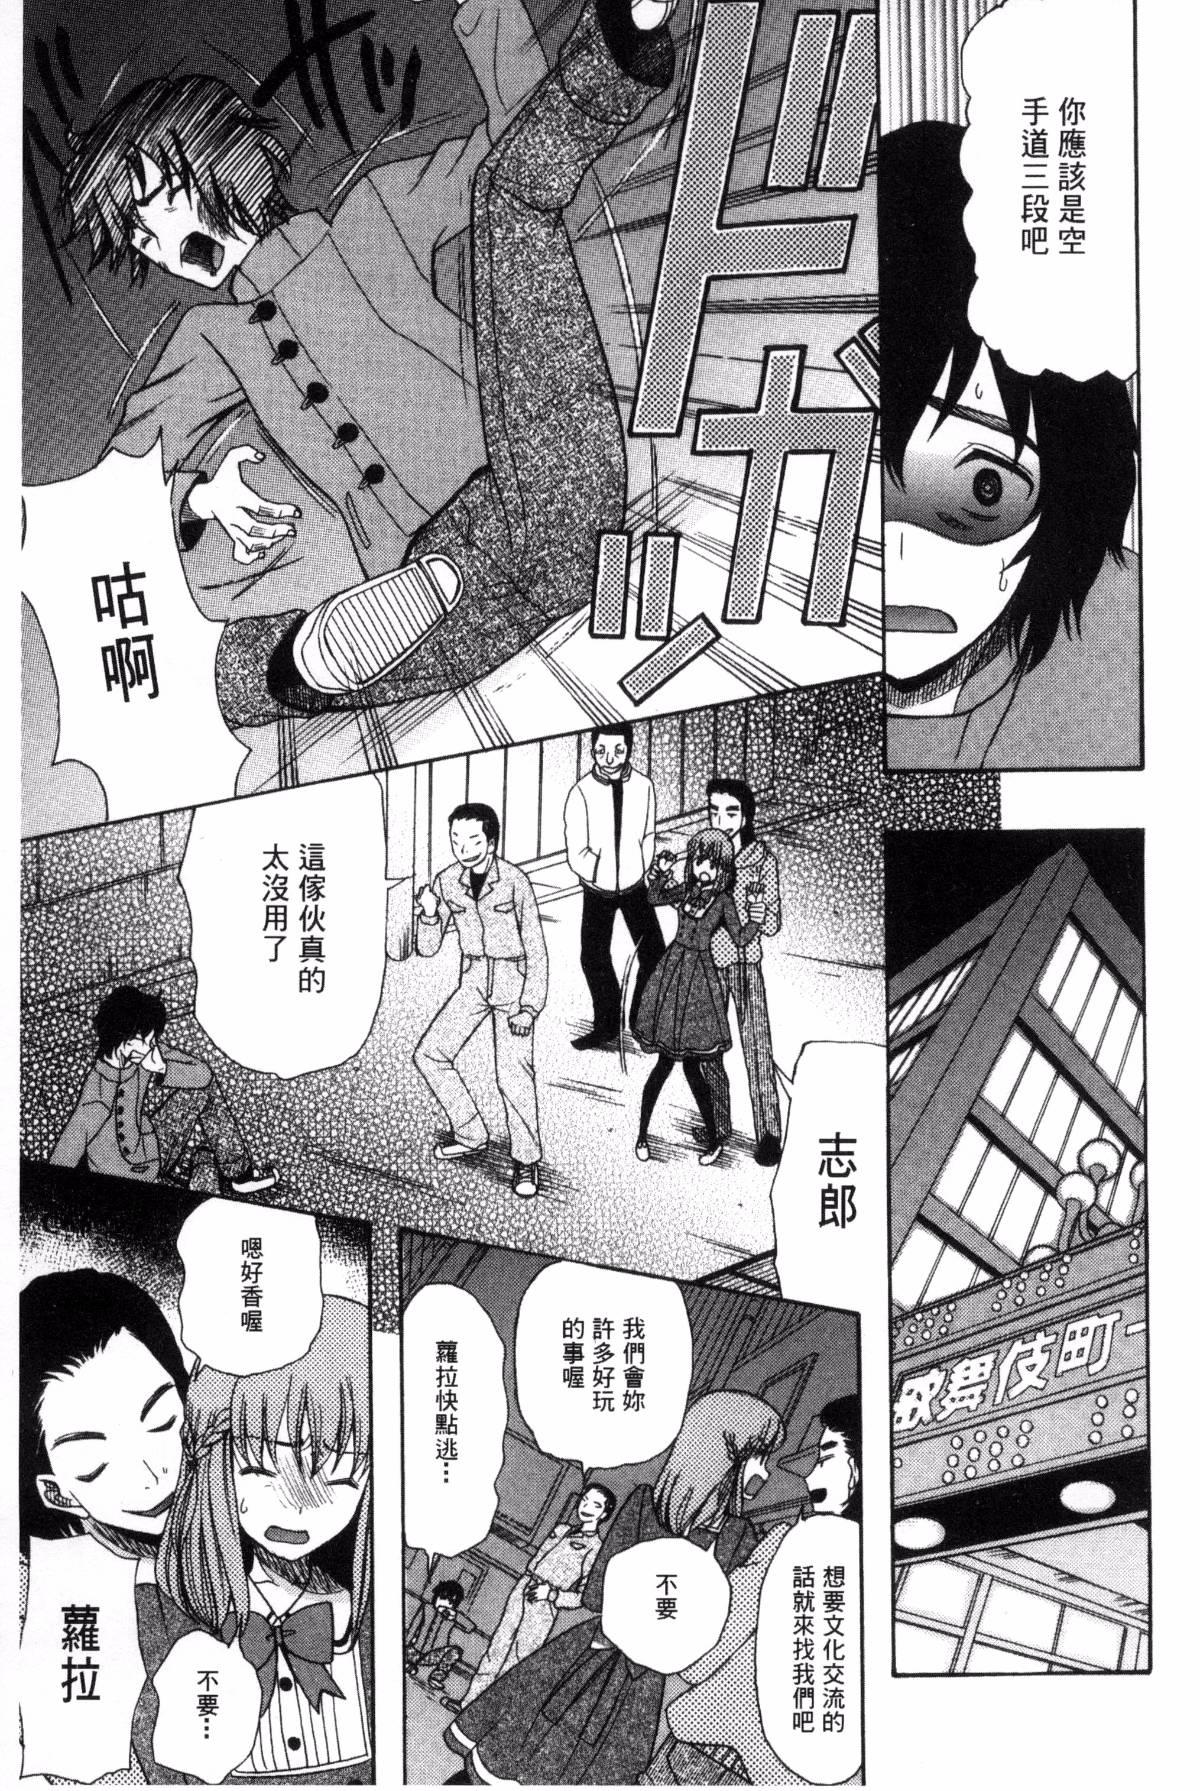 你應該是空
手道三段吧
ドガッ
咕啊
歌舞伎町一
志郎
這傢伙真的
太沒用了
想要文化交流的
話就來找我們吧
不要
我們會妳
許多好玩
的事喔
蘿拉快點逃…
嗯好香喔
不要…
蘿拉